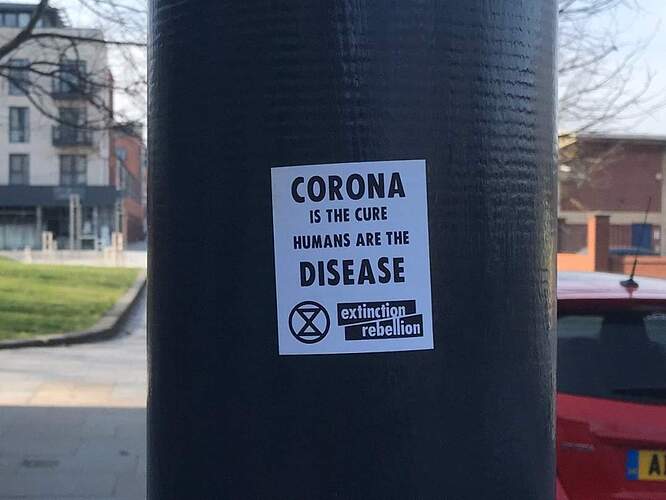 CORONA
IS THE CURE
HUMANS ARE THE
DISEASE
extinction
rebellion